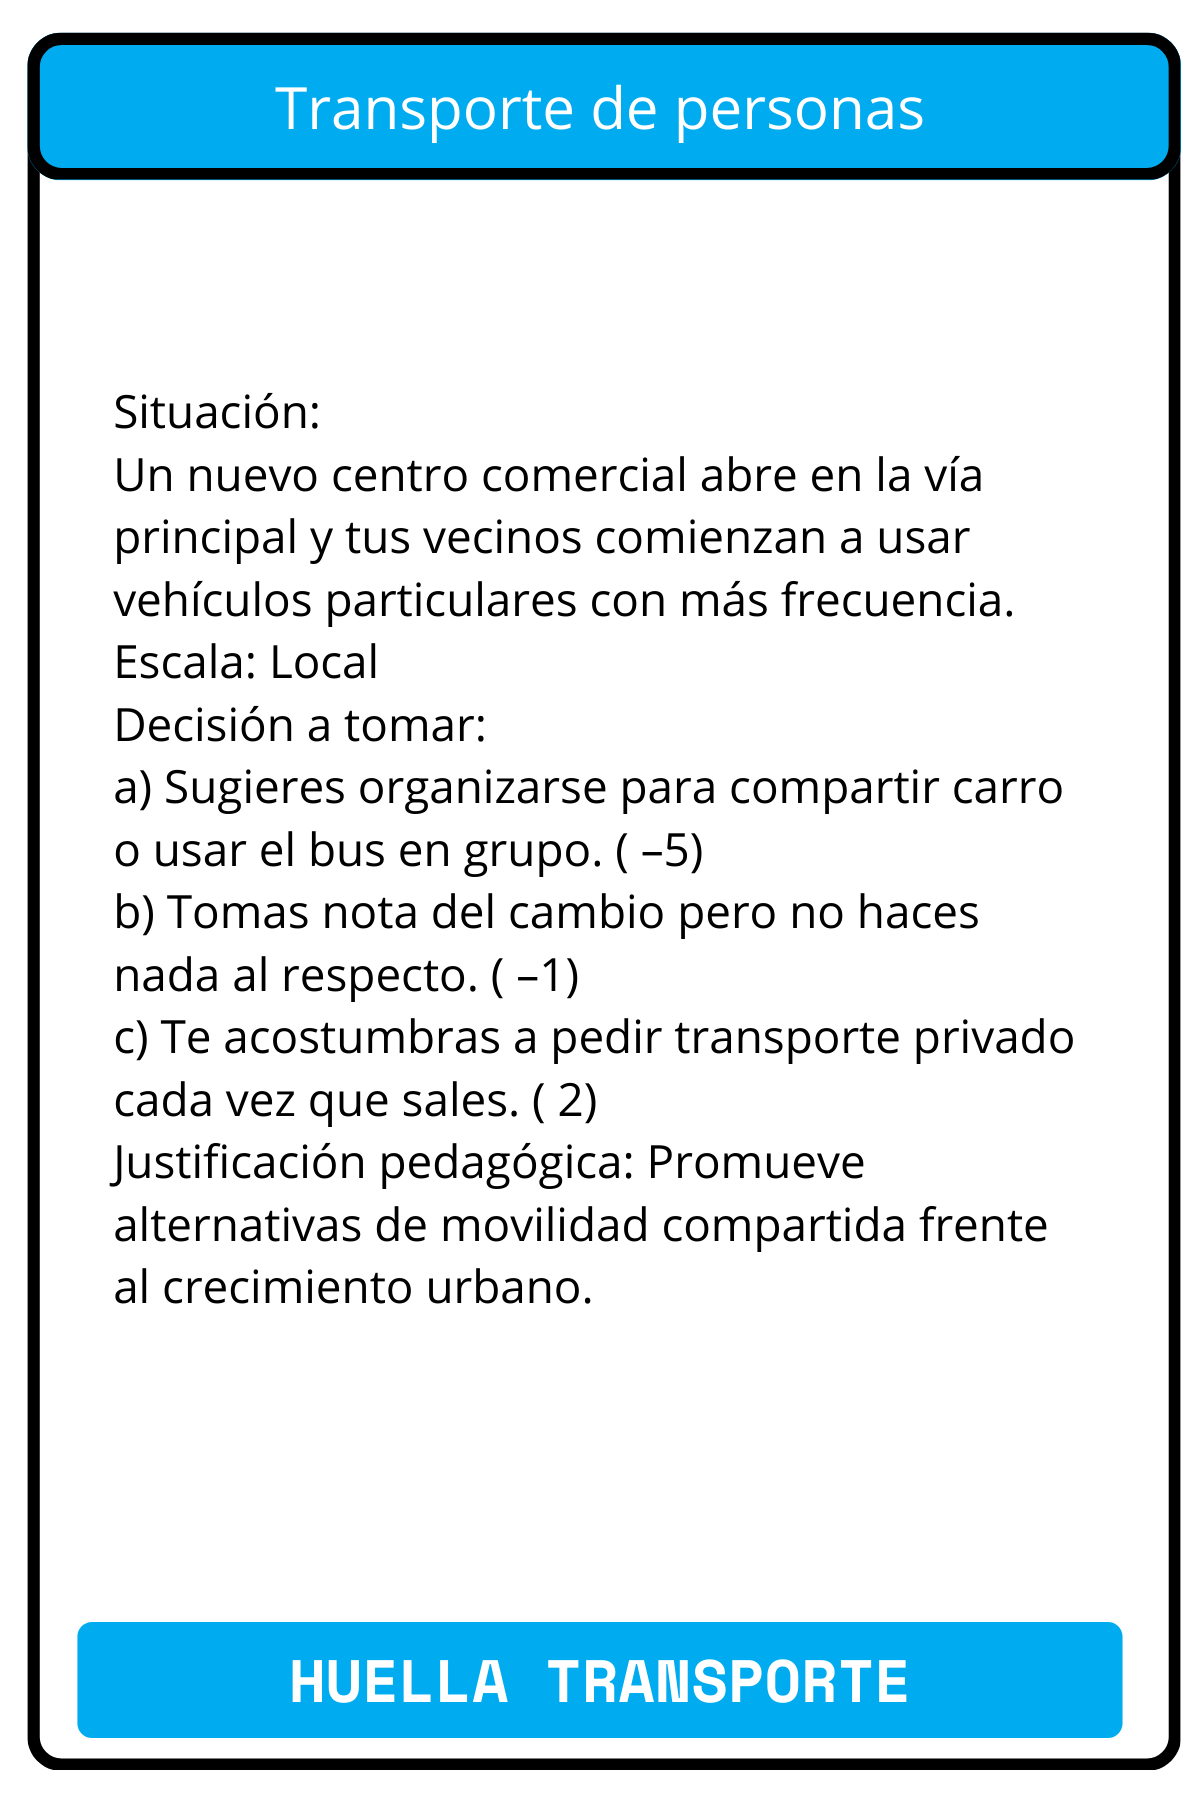 Transporte de personas
Situación:
Un nuevo centro comercial abre en la vía
principal y tus vecinos comienzan a usar
vehículos particulares con más frecuencia.
Escala: Local
Decisión a tomar:
a) Sugieres organizarse para compartir carro
o usar el bus en grupo. ( –5)
b) Tomas nota del cambio pero no haces
nada al respecto. ( –1)
c) Te acostumbras a pedir transporte privado
cada vez que sales. ( 2)
Justificación pedagógica: Promueve
alternativas de movilidad compartida frente
al crecimiento urbano.
HUELLA TRANSPORTE